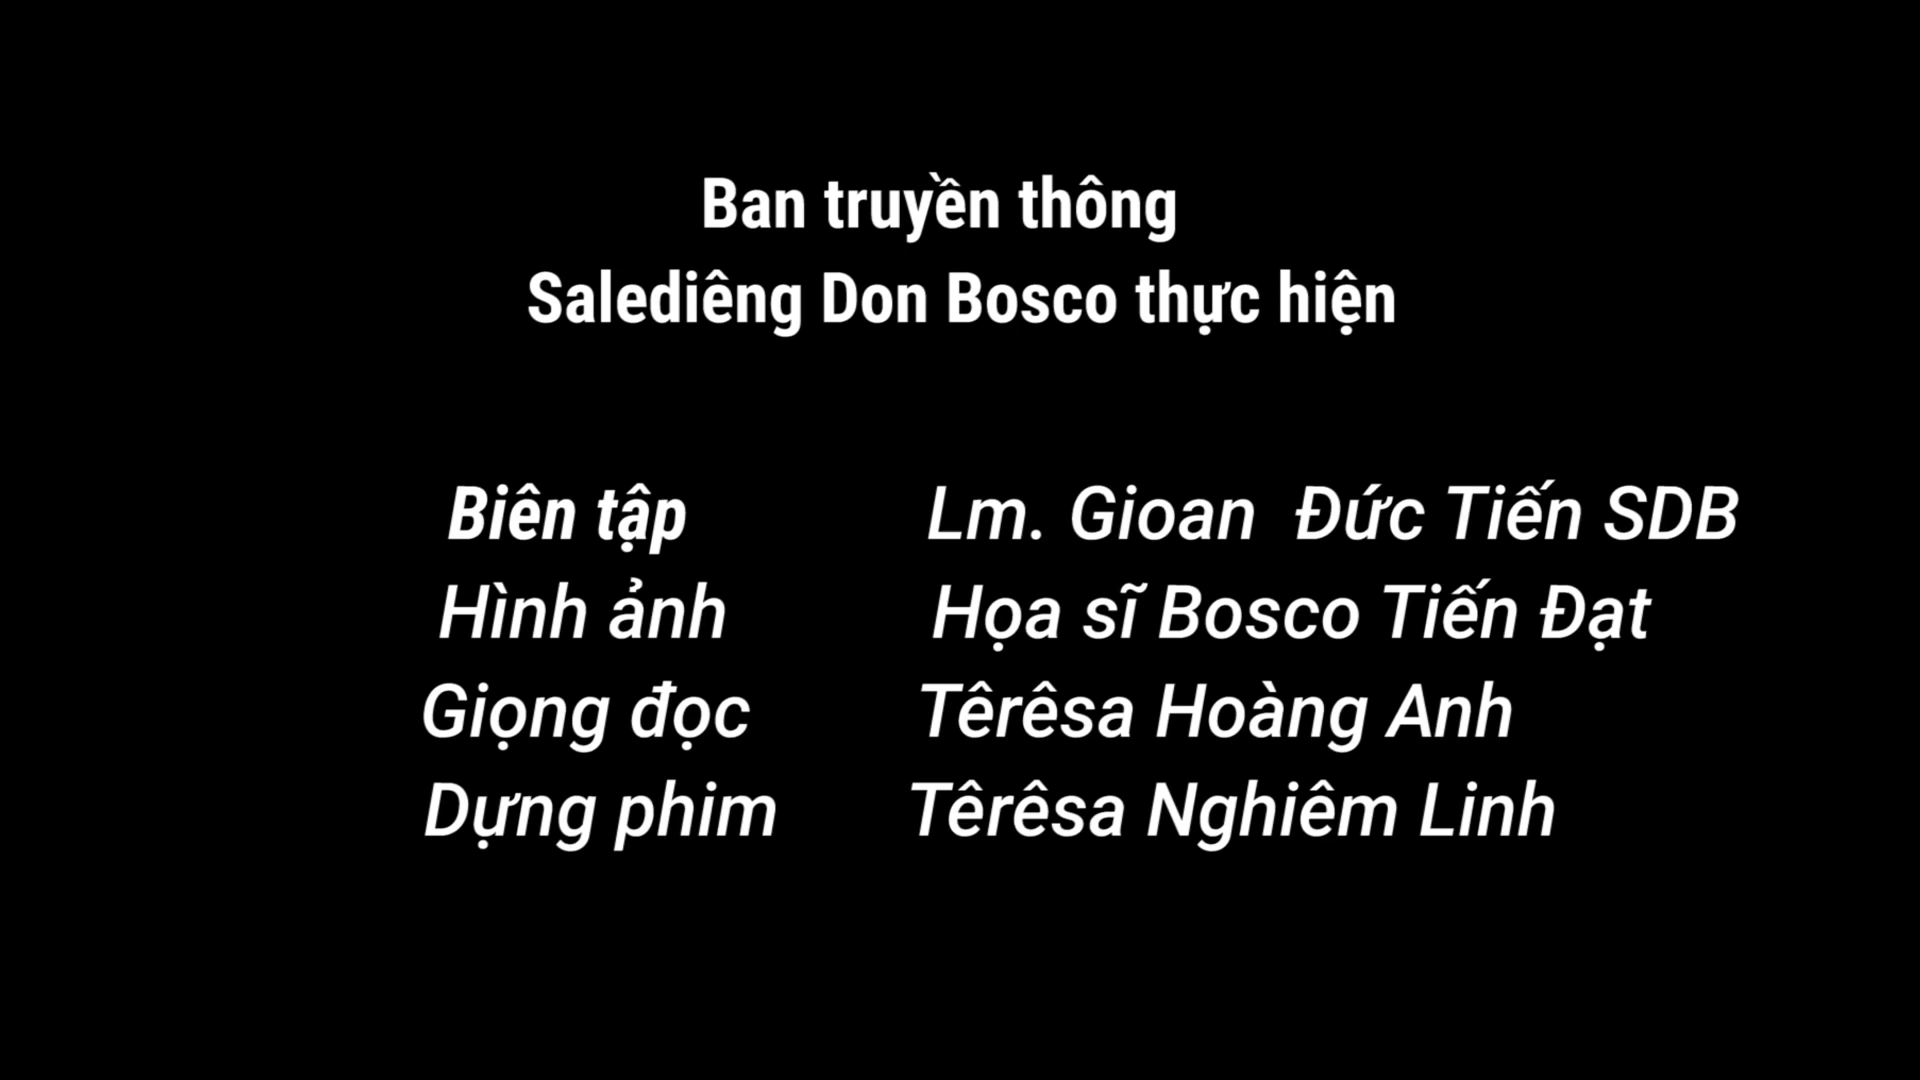 Ban truyền thông
Salediêng Don Bosco thực hiện
Biên tập Lm. Gioan Đức Tiến SDB
Hình ảnh Họa sĩ Bosco Tiến Đạt
Giọng đọc Têrêsa Hoàng Anh
Dựng phim Têrêsa Nghiêm Linh